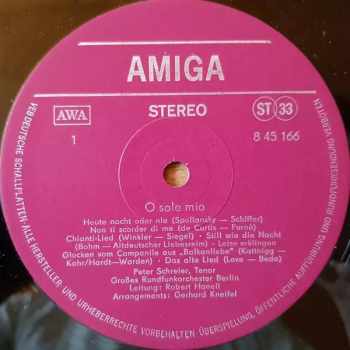 AMIGA
AWA
STEREO
ST 33
1
8 45 166
O sole mio
Heute nacht oder nie (Spoliansky — Schiffer)
Non ti scorder di me (de Curtis — Furnò)
Chianti-Lied (Winkler — Siegel) · Still wie die Nacht
(Bohm — Altdeutscher Liebesreim) · Leise erklingen
Glocken vom Campanile aus „Balkanliebe" (Kattnigg —
Kahr/Hardt—Warden) · Das alte Lied (Love — Beda)
Peter Schreier, Tenor
Großes Rundfunkorchester Berlin
Leitung: Robert Hanell
Arrangements: Gerhard Kneifel
VEB DEUTSCHE SCHALLPLATTEN · ALLE HERSTELLER- UND URHEBERRECHTE VORBEHALTEN ÜBERSPIELUNG, ÖFFENTLICHE AUFFÜHRUNG UND RUNDFUNKSENDUNG VERBOTEN